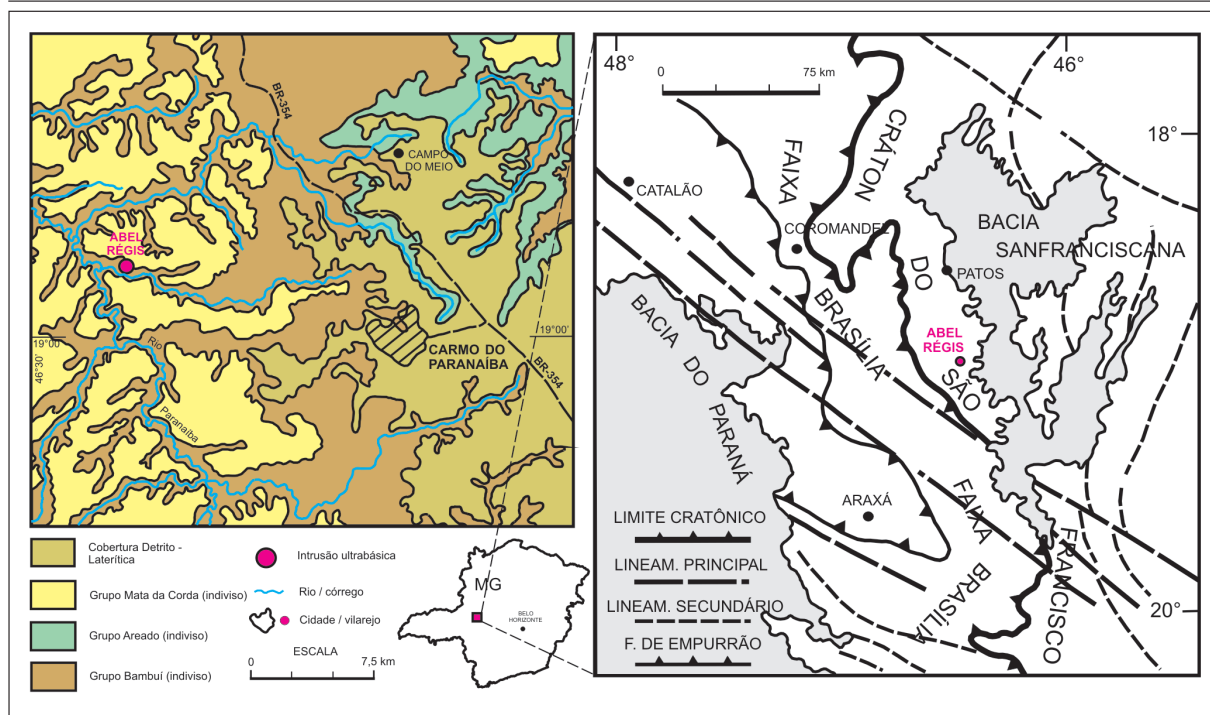 BR-354
CAMPO
DO MEIO
ABEL
RÉGIS
19°00'
46°30'
Rio
Paranaíba
CARMO DO
PARANAÍBA
19°00'
BR-354
Cobertura Detrito -
Laterítica
Grupo Mata da Corda (indiviso)
Grupo Areado (indiviso)
Grupo Bambuí (indiviso)
Intrusão ultrabásica
Rio / córrego
Cidade / vilarejo
ESCALA
0 7,5 km
MG
BELO
HORIZONTE
48°
46°
0 75 km
18°
FAIXA
CRATON
CATALÃO
COROMANDEL
BACIA
SANFRANCISCANA
DO
PATOS
BRASÍLIA
ABEL
RÉGIS
SÃO
BACIA DO PARANÁ
ARAXÁ
FAIXA
BRASÍLIA
FRANCISCO
20°
LIMITE CRATÔNICO
LINEAM. PRINCIPAL
LINEAM. SECUNDÁRIO
F. DE EMPURRÃO